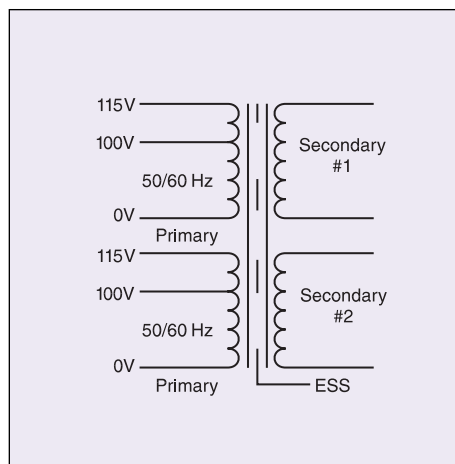 115V
100V
Secondary
#1
50/60 Hz
0V
Primary
115V
100V
Secondary
#2
50/60 Hz
0V
Primary
ESS